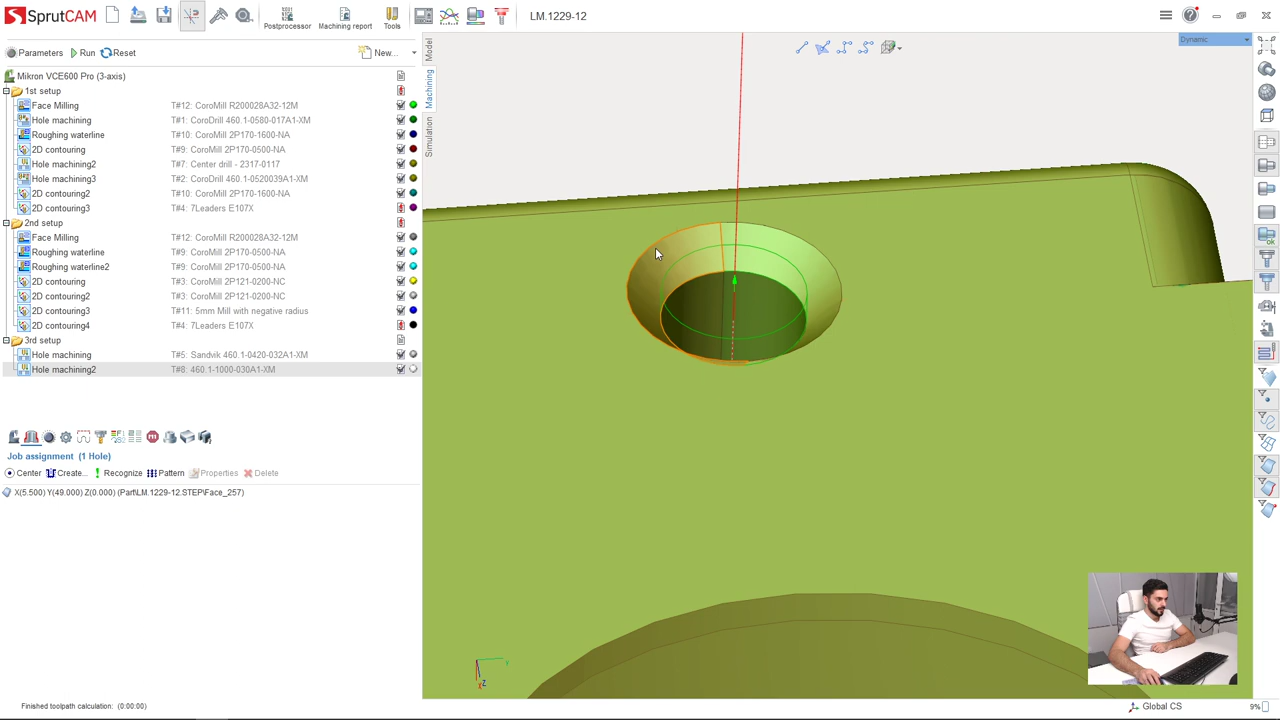 SprutCAM
Postprocessor
Machining report
Tools
LM.1229-12
Parameters
Run
Reset
New...
Mikron VCE600 Pro (3-axis)
1st setup
Face Milling T#12: CoroMill R200028A32-12M
Hole machining T#1: CoroDrill 460.1-0580-017A1-XM
Roughing waterline T#10: CoroMill 2P170-1600-NA
2D contouring T#9: CoroMill 2P170-0500-NA
Hole machining2 T#7: Center drill - 2317-0117
Hole machining3 T#2: CoroDrill 460.1-0520039A1-XM
2D contouring2 T#10: CoroMill 2P170-1600-NA
2D contouring3 T#4: 7Leaders E107X
2nd setup
Face Milling T#12: CoroMill R200028A32-12M
Roughing waterline T#9: CoroMill 2P170-0500-NA
Roughing waterline2 T#9: CoroMill 2P170-0500-NA
2D contouring T#3: CoroMill 2P121-0200-NC
2D contouring2 T#3: CoroMill 2P121-0200-NC
2D contouring3 T#11: 5mm Mill with negative radius
2D contouring4 T#4: 7Leaders E107X
3rd setup
Hole machining T#5: Sandvik 460.1-0420-032A1-XM
Hole machining2 T#8: 460.1-1000-030A1-XM
Job assignment (1 Hole)
Center Create... Recognize Pattern Properties Delete
X(5.500) Y(49.000) Z(0.000) (Part\LM.1229-12.STEP\Face_257)
Finished toolpath calculation: (0:00:00)
Model
Machining
Simulation
Dynamic
y
x
z
Global CS
9%